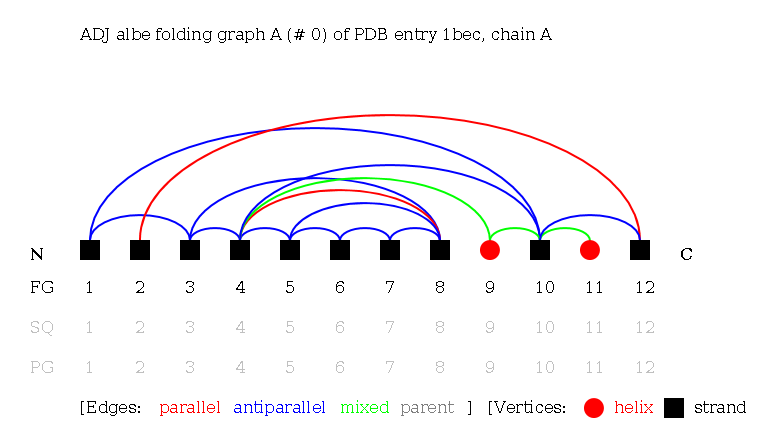 ADJ albe folding graph A (# 0) of PDB entry 1bec, chain A
N C
FG 1 2 3 4 5 6 7 8 9 10 11 12
SQ 1 2 3 4 5 6 7 8 9 10 11 12
PG 1 2 3 4 5 6 7 8 9 10 11 12
[Edges: parallel antiparallel mixed parent ] [Vertices: helix strand